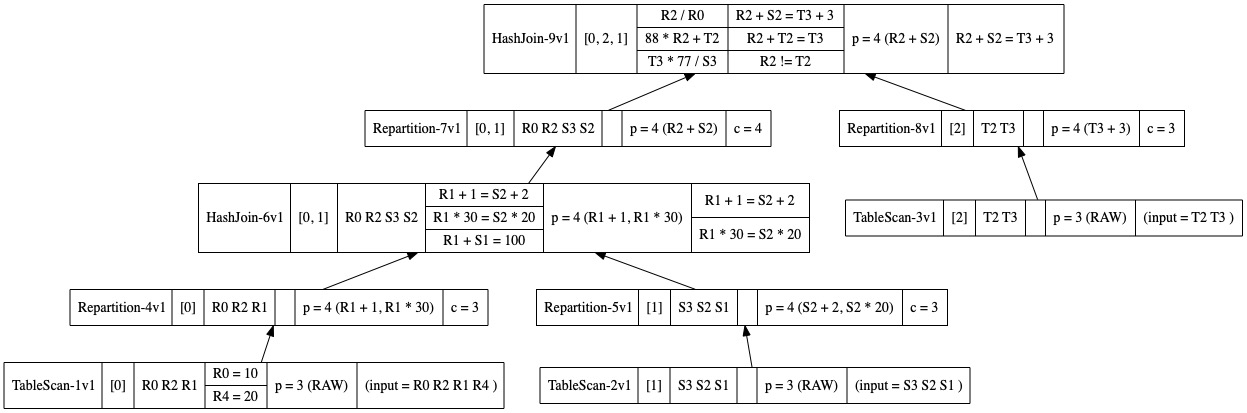 HashJoin-9v1 [0, 2, 1] R2 / R0 R2 + S2 = T3 + 3 p = 4 (R2 + S2) R2 + S2 = T3 + 3
88 * R2 + T2 R2 + T2 = T3
T3 * 77 / S3 R2 != T2
Repartition-7v1 [0, 1] R0 R2 S3 S2 p = 4 (R2 + S2) c = 4
Repartition-8v1 [2] T2 T3 p = 4 (T3 + 3) c = 3
HashJoin-6v1 [0, 1] R0 R2 S3 S2 R1 + 1 = S2 + 2 p = 4 (R1 + 1, R1 * 30) R1 + 1 = S2 + 2
R1 * 30 = S2 * 20 R1 * 30 = S2 * 20
R1 + S1 = 100
TableScan-3v1 [2] T2 T3 p = 3 (RAW) (input = T2 T3 )
Repartition-4v1 [0] R0 R2 R1 p = 4 (R1 + 1, R1 * 30) c = 3
Repartition-5v1 [1] S3 S2 S1 p = 4 (S2 + 2, S2 * 20) c = 3
TableScan-1v1 [0] R0 R2 R1 R0 = 10 p = 3 (RAW) (input = R0 R2 R1 R4 )
R4 = 20
TableScan-2v1 [1] S3 S2 S1 p = 3 (RAW) (input = S3 S2 S1 )